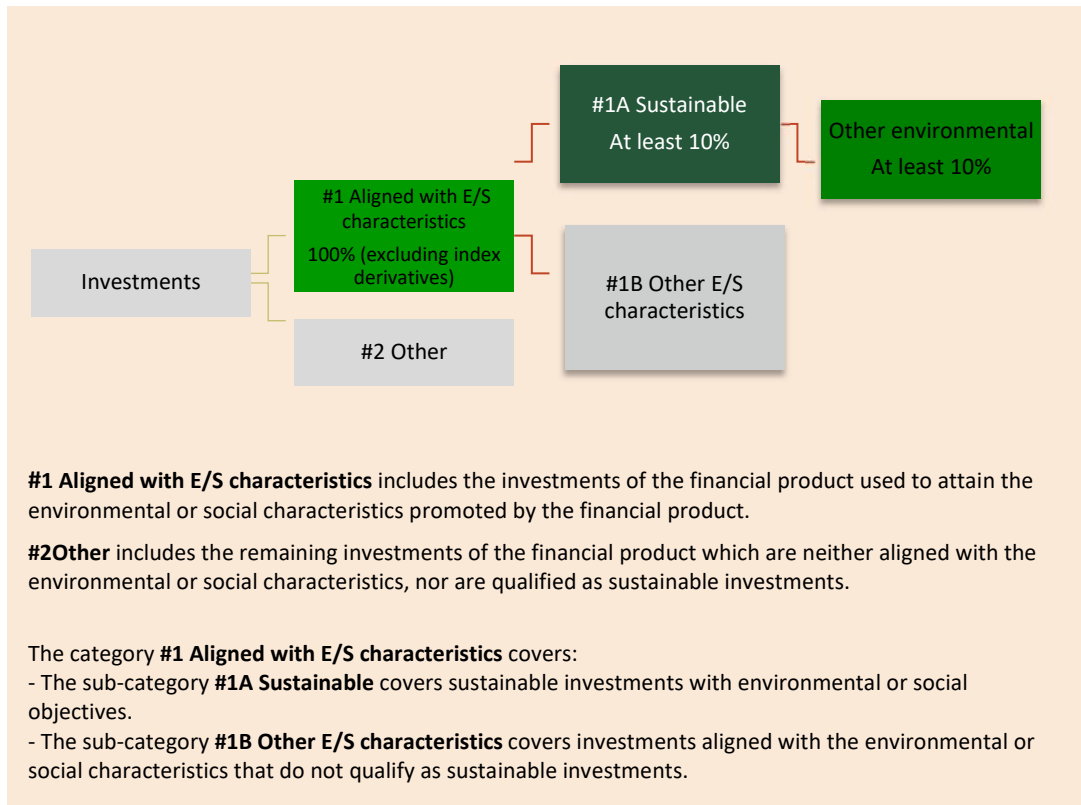 #1A Sustainable
At least 10%
Other environmental
At least 10%
#1 Aligned with E/S
characteristics
100% (excluding index
derivatives)
Investments
#1B Other E/S
characteristics
#2 Other
#1 Aligned with E/S characteristics includes the investments of the financial product used to attain the
environmental or social characteristics promoted by the financial product.
#2Other includes the remaining investments of the financial product which are neither aligned with the
environmental or social characteristics, nor are qualified as sustainable investments.
The category #1 Aligned with E/S characteristics covers:
- The sub-category #1A Sustainable covers sustainable investments with environmental or social
objectives.
- The sub-category #1B Other E/S characteristics covers investments aligned with the environmental or
social characteristics that do not qualify as sustainable investments.